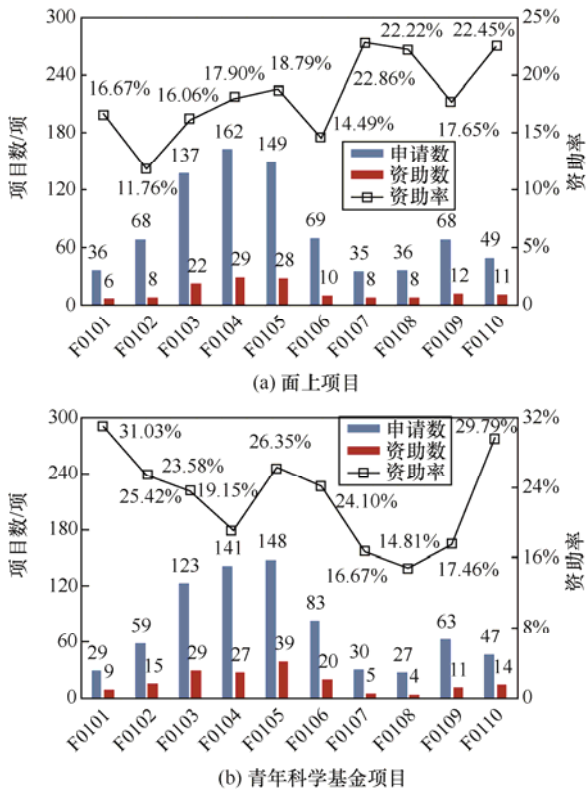 300
25%
22.22%
22.45%
240
16.67%
16.06%
17.90%
18.79%
22.86%
20%
项目数/项
180
162
14.49%
17.65%
15%
资助率
137
149
申请数
资助数
资助率
120
11.76%
10%
68
69
68
60
36
35
36
49
5%
6
8
22
29
28
10
8
8
12
11
0
0
F0101
F0102
F0103
F0104
F0105
F0106
F0107
F0108
F0109
F0110
(a) 面上项目
300
32%
31.03%
26.35%
申请数
资助数
资助率
29.79%
240
25.42%
23.58%
19.15%
24.10%
24%
项目数/项
180
141
148
16.67%
14.81%
17.46%
16%
资助率
120
123
83
60
59
63
47
8%
29
30
27
9
15
29
27
39
20
5
4
11
14
0
0
F0101
F0102
F0103
F0104
F0105
F0106
F0107
F0108
F0109
F0110
(b) 青年科学基金项目